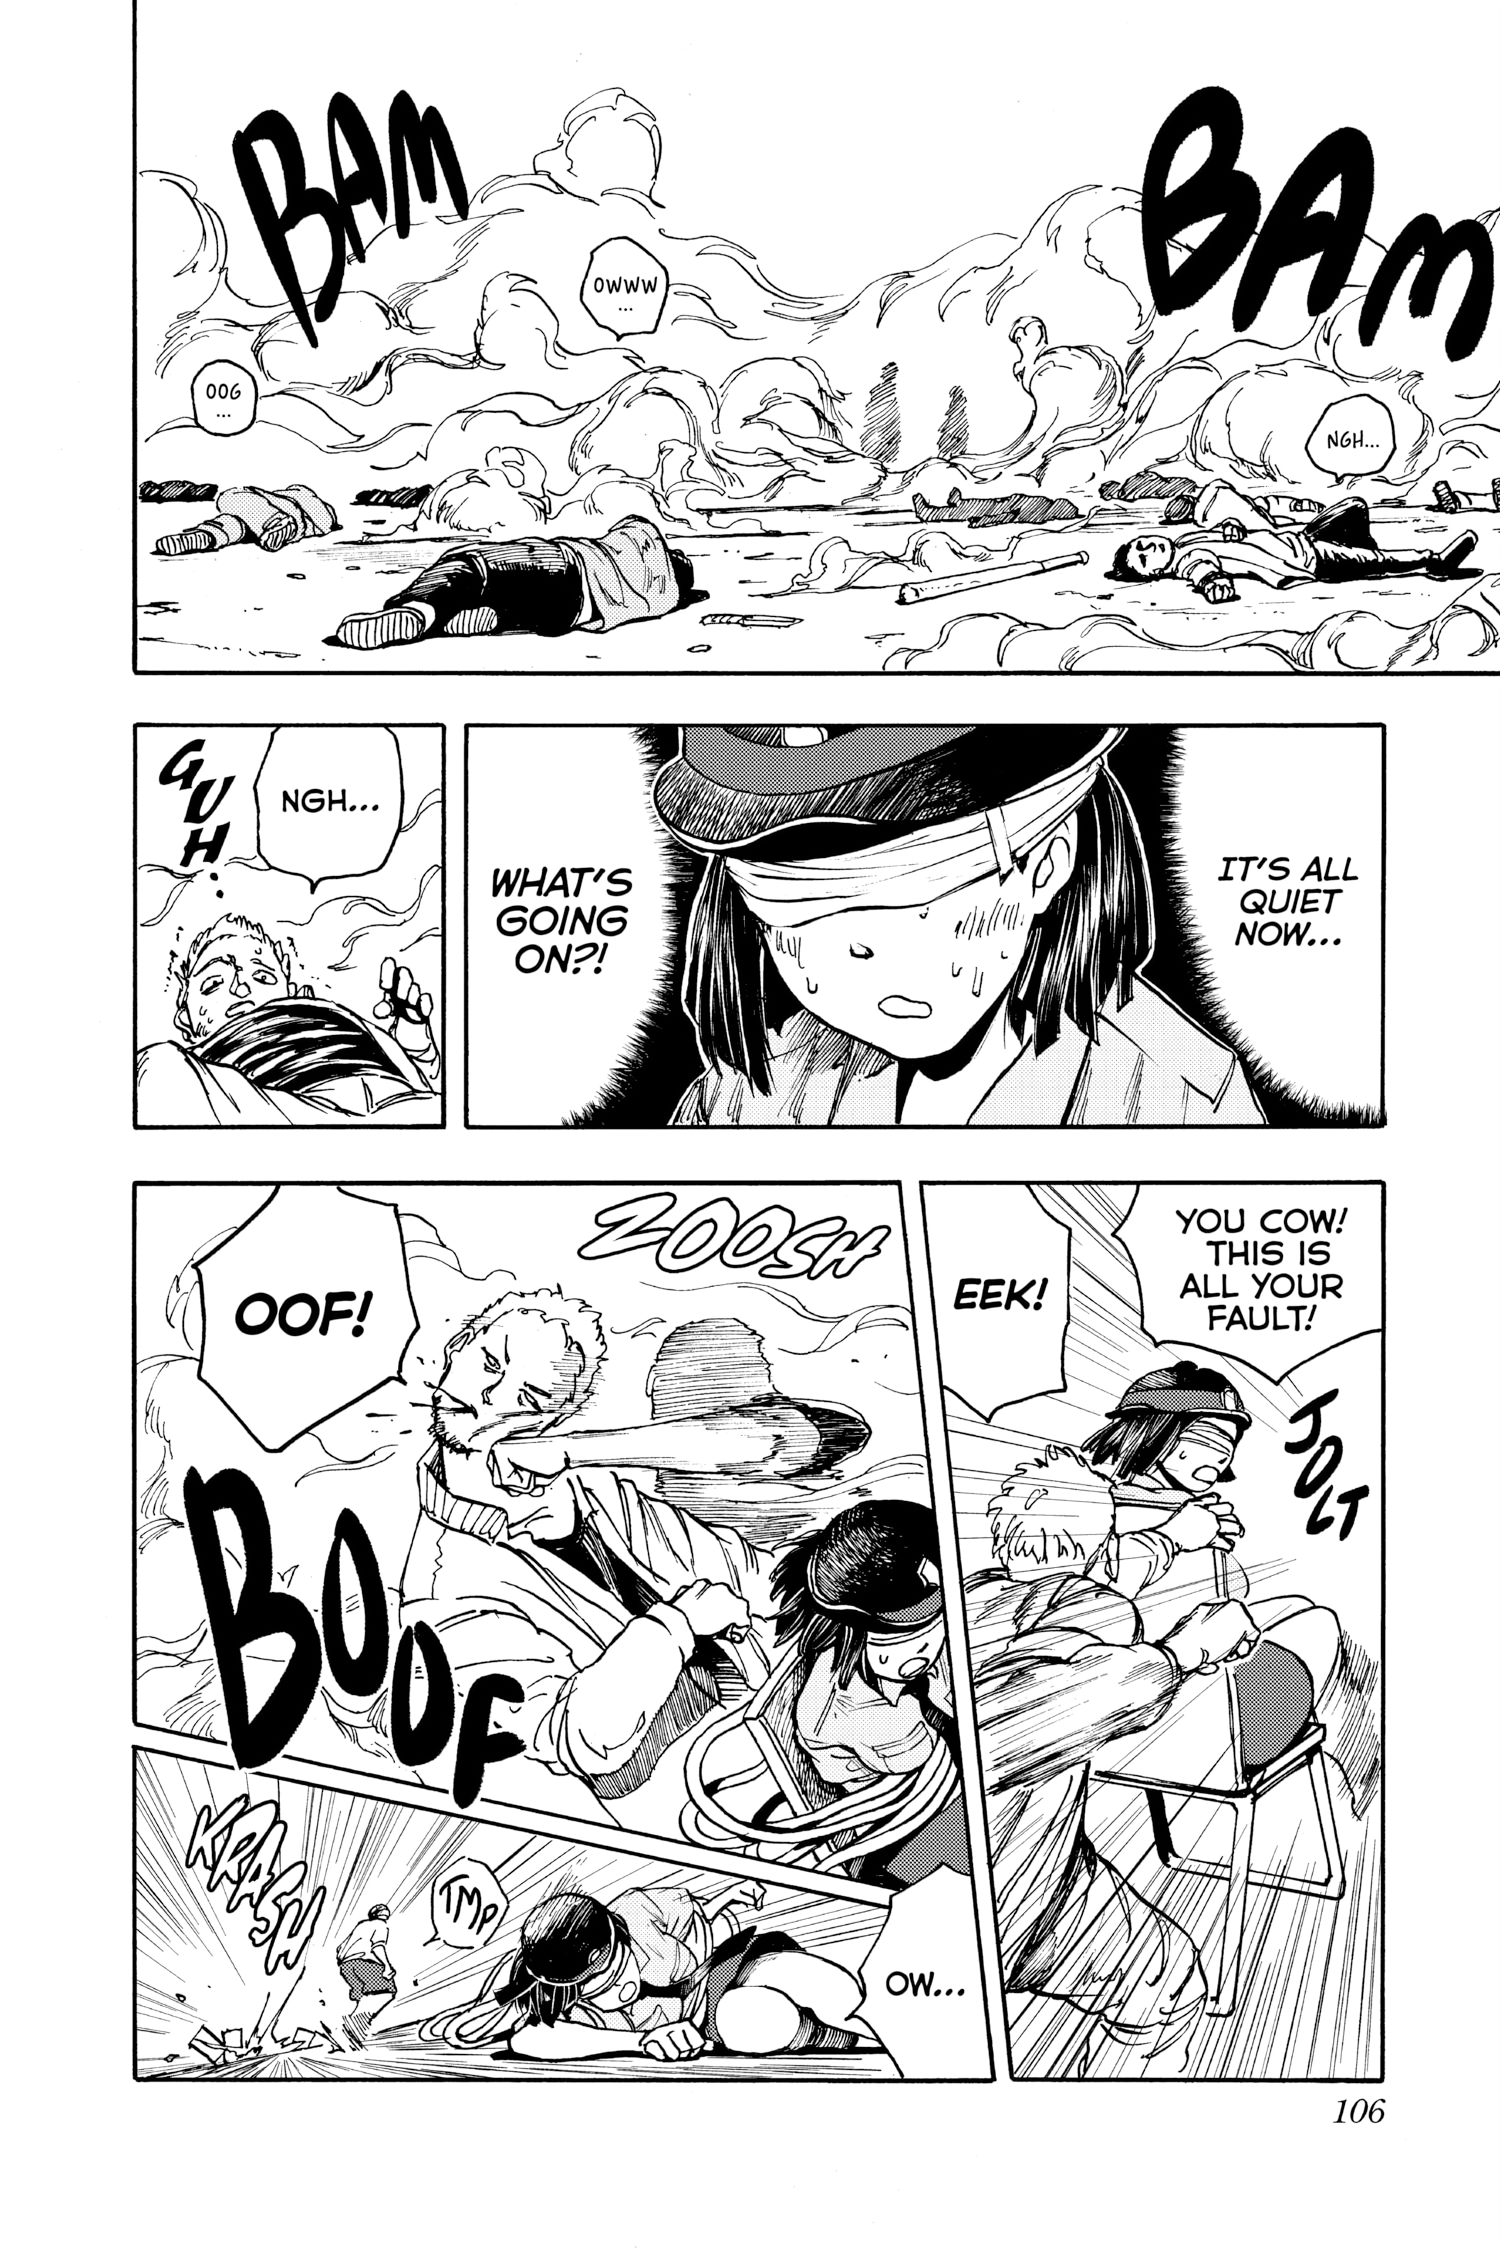 BAM
BAM
NGH...
OWWW
...
OOG
...
IT'S ALL
QUIET
NOW...
WHAT'S
GOING
ON?!
NGH...
GUH...
YOU COW!
THIS IS
ALL YOUR
FAULT!
JOLT
EEK!
ZOOSH
OOF!
BOOF
OW...
TMP
KRASH
106